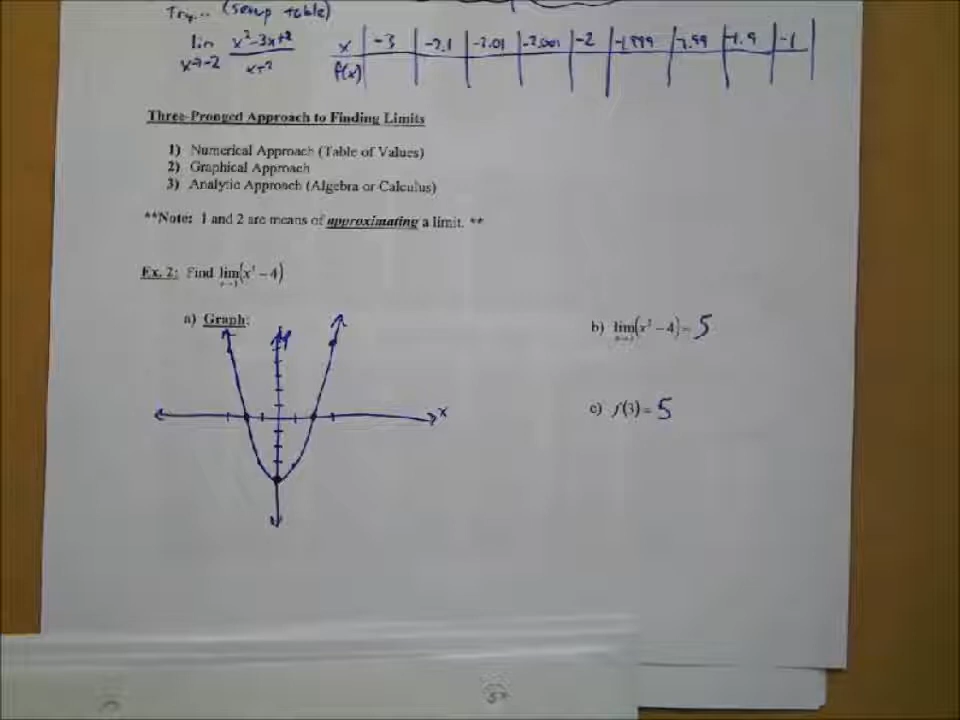 Try... (setup table)
lim x→-2 x²-3x+2 / x+2
x -3 -2.1 -2.01 -2.001 -2 -1.999 -1.99 -1.9 -1
f(x)
Three-Pronged Approach to Finding Limits
1) Numerical Approach (Table of Values)
2) Graphical Approach
3) Analytic Approach (Algebra or Calculus)
**Note: 1 and 2 are means of approximating a limit. **
Ex. 2: Find lim x→3 (x² - 4)
a) Graph:
y
x
b) lim x→3 (x² - 4) = 5
c) f(3) = 5